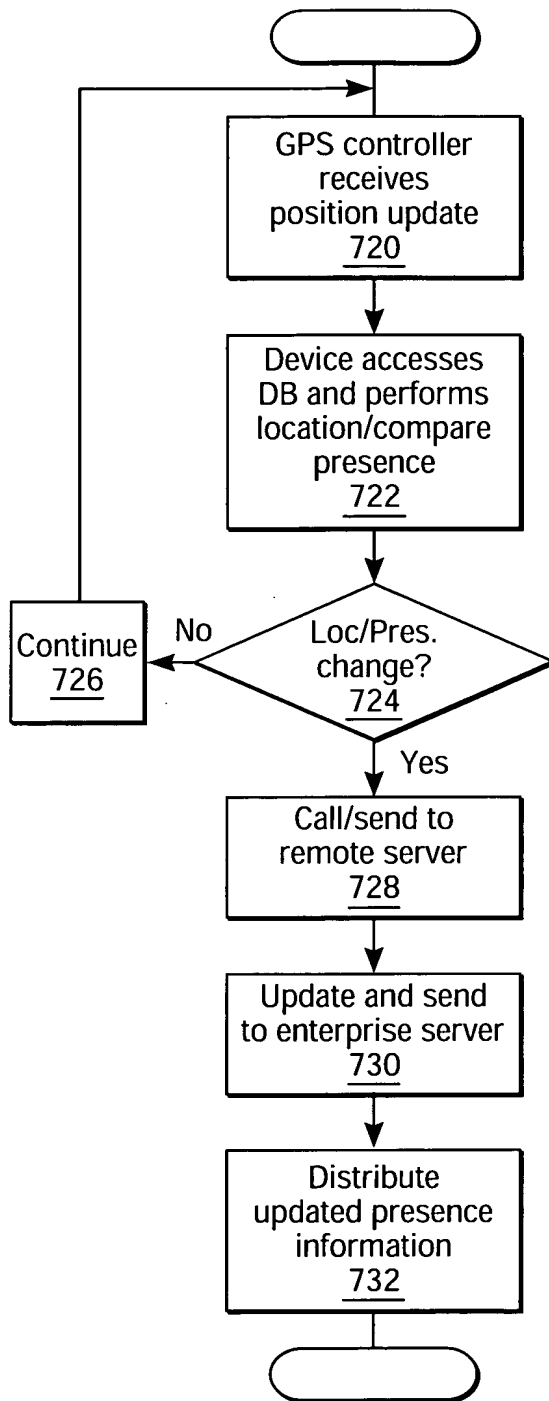 GPS controller
receives
position update
720
Device accesses
DB and performs
location/compare
presence
722
Loc/Pres.
change?
724
No
Continue
726
Yes
Call/send to
remote server
728
Update and send
to enterprise server
730
Distribute
updated presence
information
732